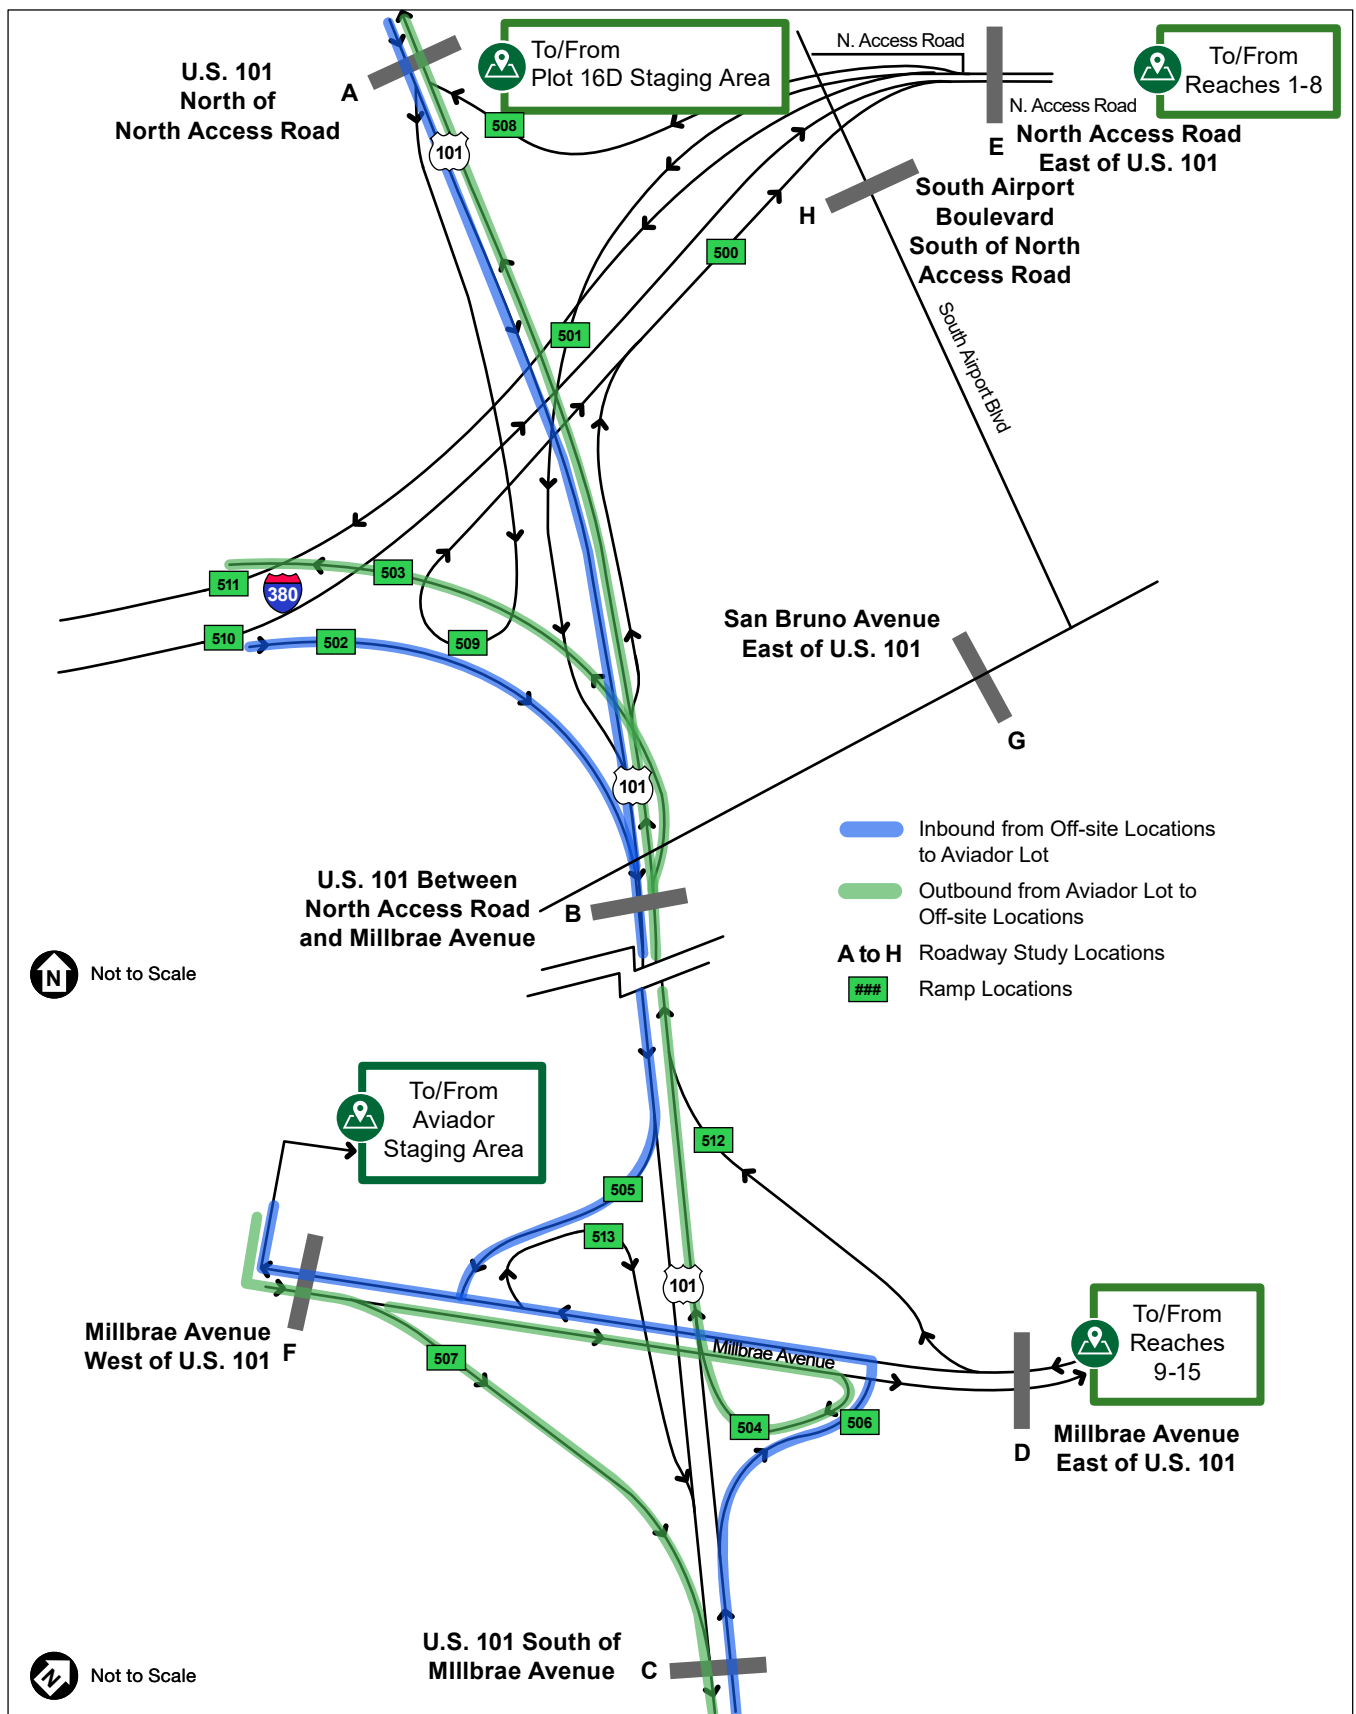 To/From
Plot 16D Staging Area
N. Access Road
To/From
Reaches 1-8
N. Access Road
U.S. 101
North of
North Access Road
A
508
101
E
North Access Road
East of U.S. 101
H
South Airport
Boulevard
South of North
Access Road
500
501
South Airport Blvd
503
511
380
510
502
509
San Bruno Avenue
East of U.S. 101
G
101
Inbound from Off-site Locations
to Aviador Lot
Outbound from Aviador Lot to
Off-site Locations
A to H Roadway Study Locations
### Ramp Locations
U.S. 101 Between
North Access Road
and Millbrae Avenue
B
N Not to Scale
To/From
Aviador
Staging Area
512
505
513
101
Millbrae Avenue
West of U.S. 101
F
507
Millbrae Avenue
To/From
Reaches
9-15
504
506
D
Millbrae Avenue
East of U.S. 101
U.S. 101 South of
MIllbrae Avenue
C
N Not to Scale